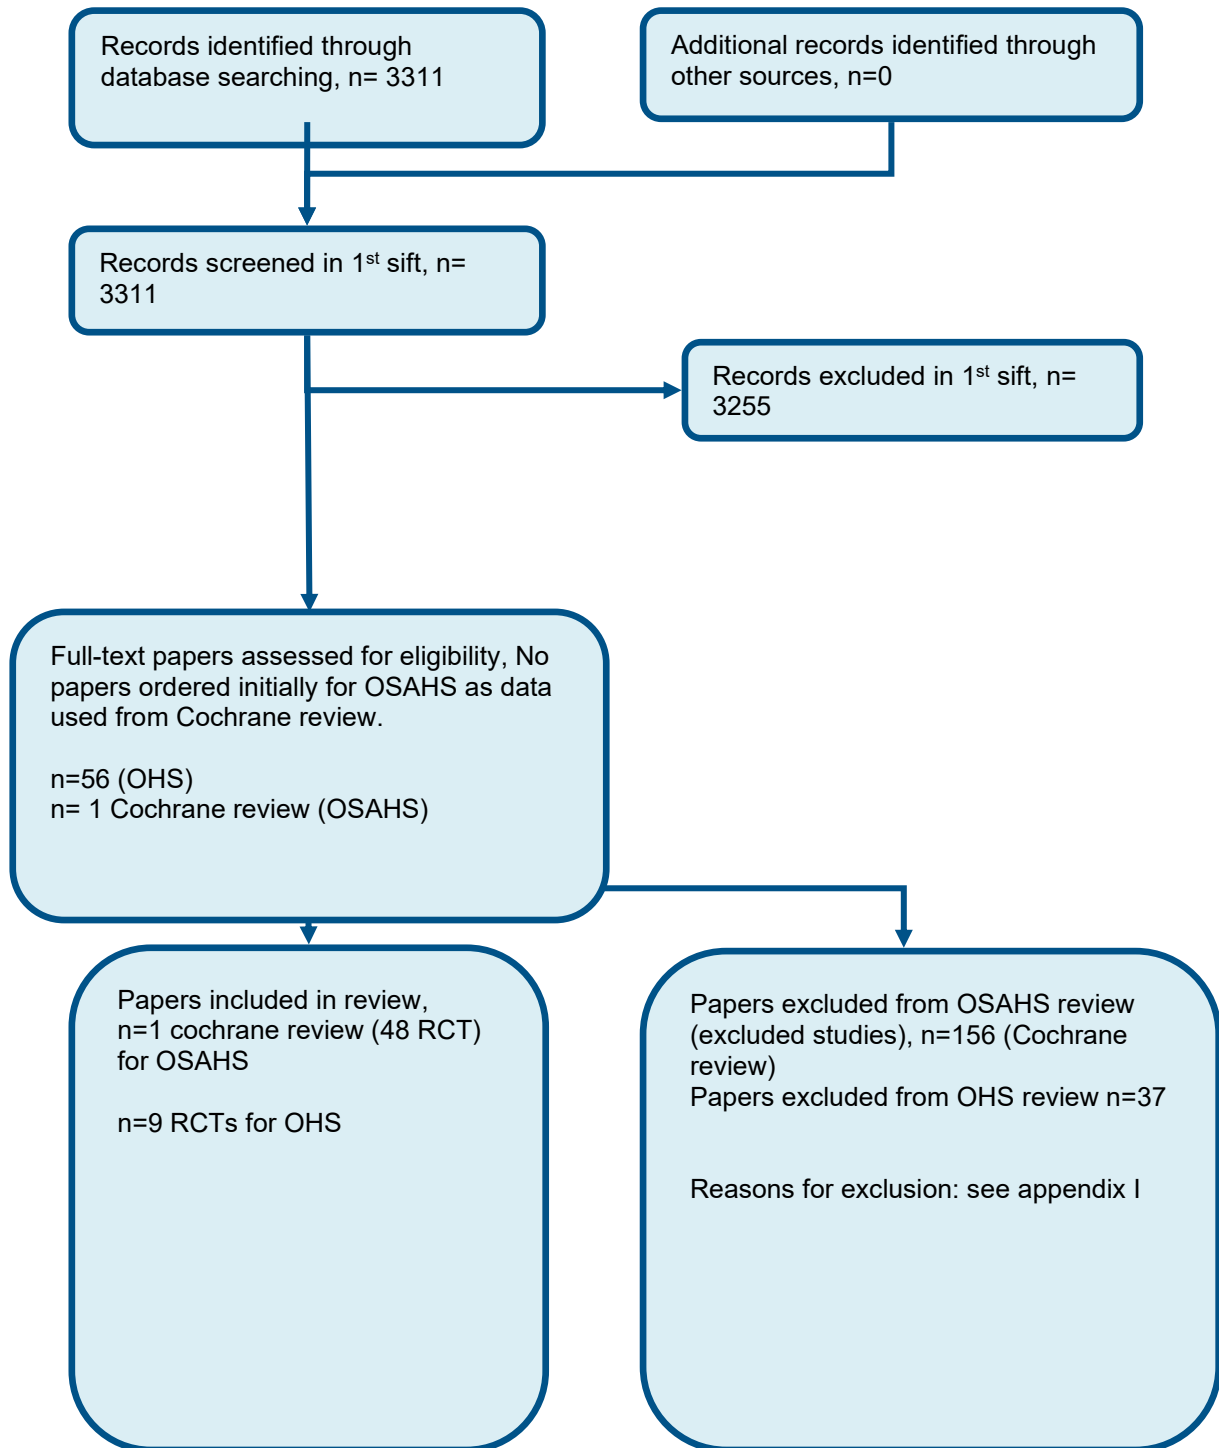 Records identified through
database searching, n= 3311
Additional records identified through
other sources, n=0
Records screened in 1st sift, n=
3311
Records excluded in 1st sift, n=
3255
Full-text papers assessed for eligibility, No
papers ordered initially for OSAHS as data
used from Cochrane review.
n=56 (OHS)
n= 1 Cochrane review (OSAHS)
Papers included in review,
n=1 cochrane review (48 RCT)
for OSAHS
n=9 RCTs for OHS
Papers excluded from OSAHS review
(excluded studies), n=156 (Cochrane
review)
Papers excluded from OHS review n=37
Reasons for exclusion: see appendix I